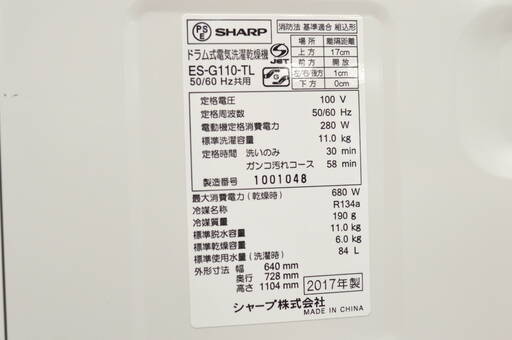 PSE SHARP
ドラム式電気洗濯乾燥機
ES-G110-TL
50/60 Hz共用
JET
G
消防法 基準適合 組込形
場所 離隔距離
上方 17cm
前方 開放
左・右・後方 1cm
下方 0cm
定格電圧 100 V
定格周波数 50/60 Hz
電動機定格消費電力 280 W
標準洗濯容量 11.0 kg
定格時間 洗いのみ 30 min
ガンコ汚れコース 58 min
製造番号 1001048
最大消費電力(乾燥時) 680 W
冷媒名称 R134a
冷媒質量 190 g
標準脱水容量 11.0 kg
標準乾燥容量 6.0 kg
標準使用水量(洗濯時) 84 L
外形寸法 幅 640 mm
奥行 728 mm
高さ 1104 mm
2017年製
シャープ株式会社
MADE IN CHINA